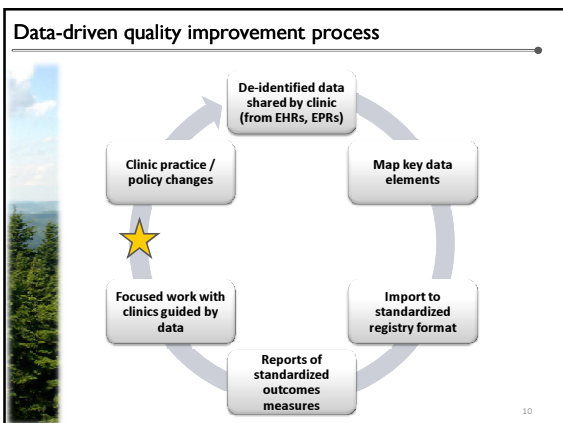 Data-driven quality improvement process
De-identified data
shared by clinic
(from EHRs, EPRs)
Clinic practice /
policy changes
Map key data
elements
Focused work with
clinics guided by
data
Import to
standardized
registry format
Reports of
standardized
outcomes
measures
10